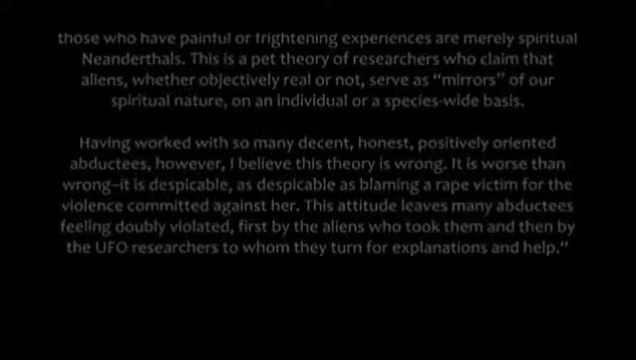 those who have painful or frightening experiences are merely spiritual
Neanderthals. This is a pet theory of researchers who claim that
aliens, whether objectively real or not, serve as “mirrors” of our
spiritual nature, on an individual or a species-wide basis.
Having worked with so many decent, honest, positively oriented
abductees, however, I believe this theory is wrong. It is worse than
wrong–it is despicable, as despicable as blaming a rape victim for the
violence committed against her. This attitude leaves many abductees
feeling doubly violated, first by the aliens who took them and then by
the UFO researchers to whom they turn for explanations and help.“